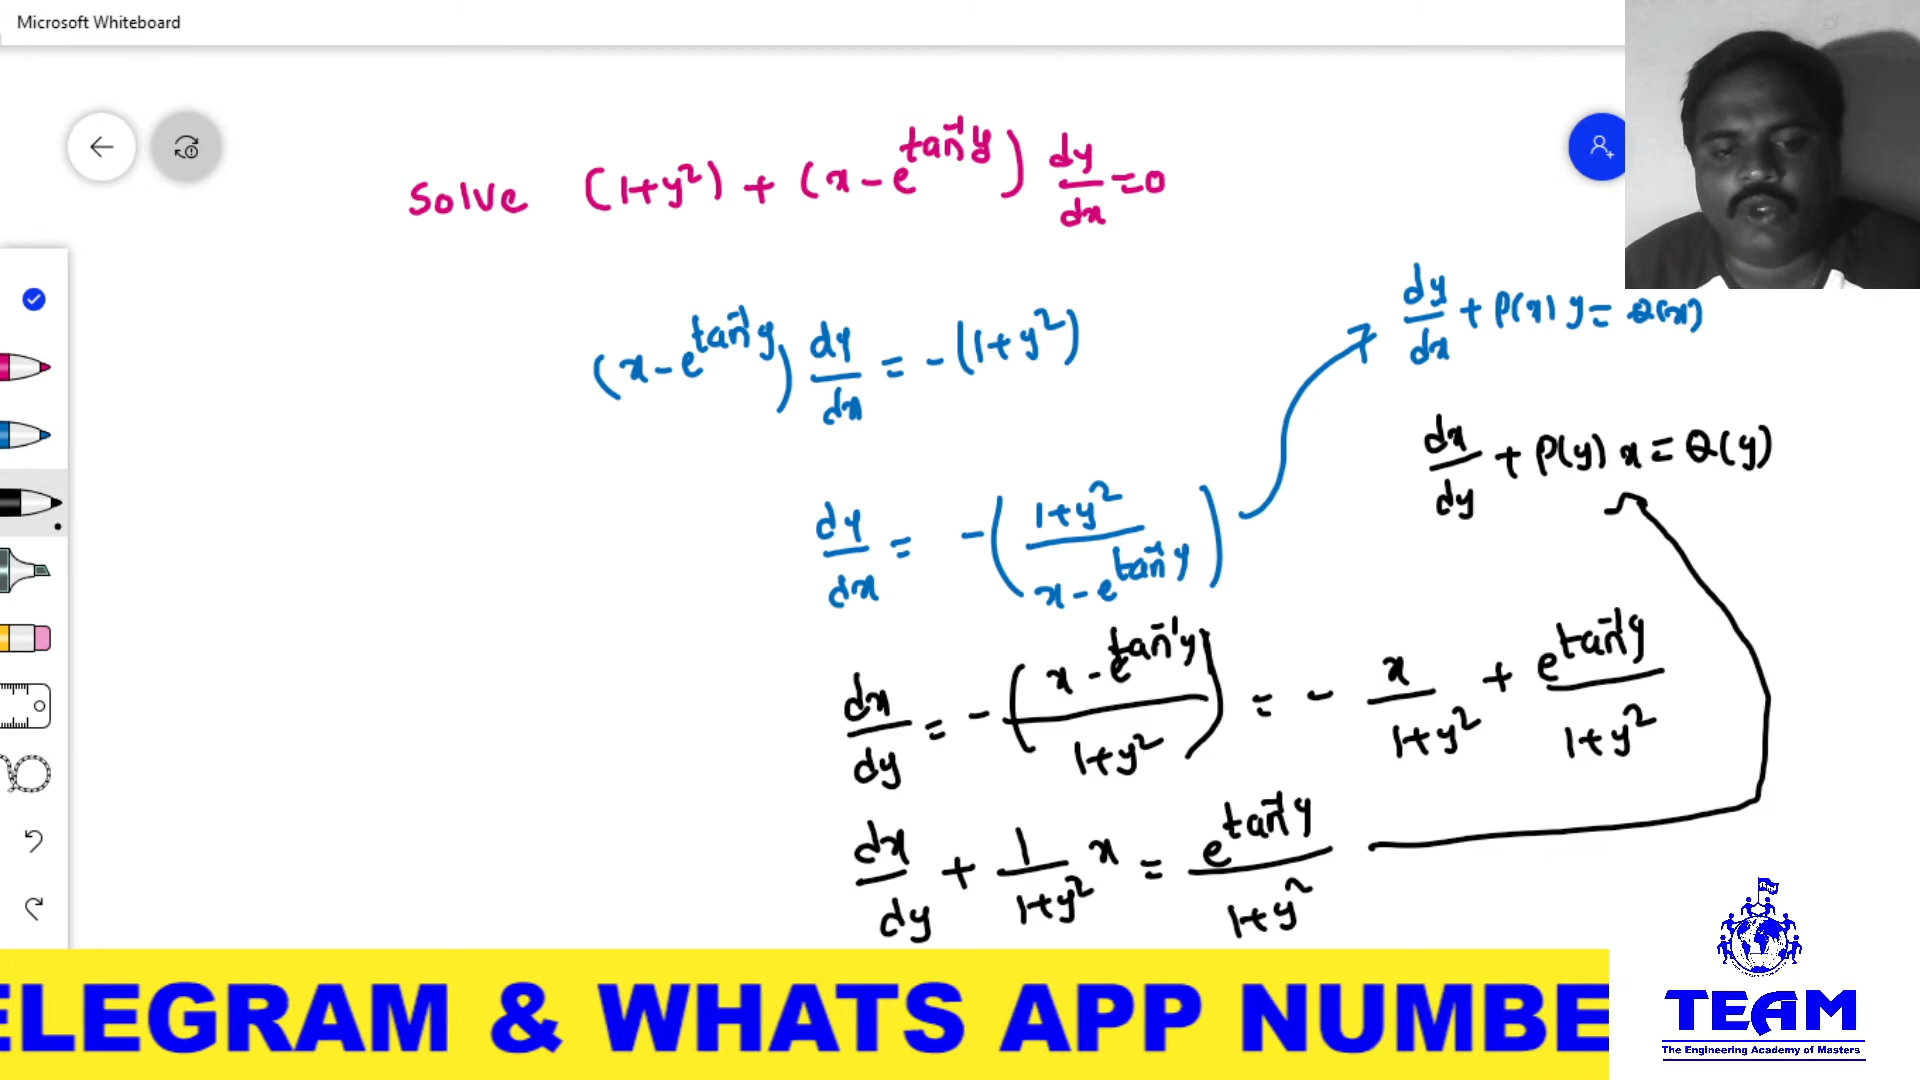 Microsoft Whiteboard
Solve (1+y²) + (x-e^tan⁻¹y) dy/dx =0
(x-e^tan⁻¹y) dy/dx = -(1+y²)
dy/dx + P(x) y = Q(x)
dx/dy + P(y) x = Q(y)
dy/dx = -((1+y²)/(x-e^tan⁻¹y))
dx/dy = -((x-e^tan⁻¹y)/(1+y²)) = - x/(1+y²) + e^tan⁻¹y/(1+y²)
dx/dy + 1/(1+y²) x = e^tan⁻¹y/(1+y²)
ELEGRAM & WHATS APP NUMBE
TEAM
The Engineering Academy of Masters